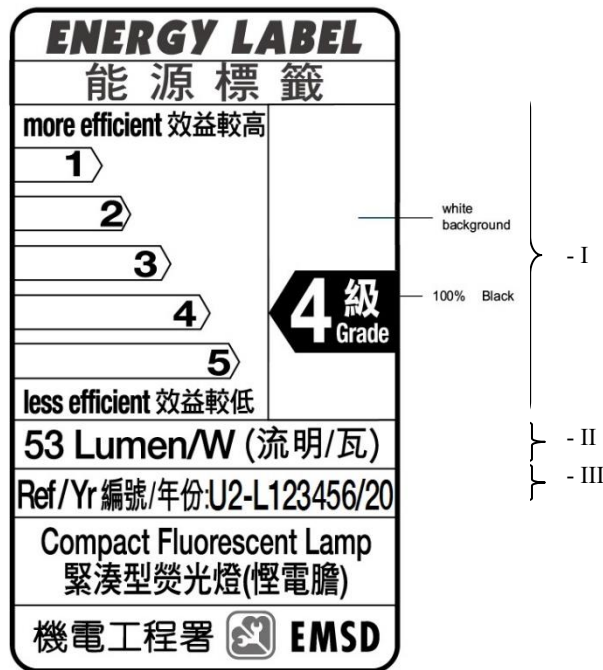 ENERGY LABEL
能源標籤
more efficient 效益較高
1
2
white
background
- I
3
4級
Grade
100% Black
4
5
less efficient 效益較低
53 Lumen/W (流明/瓦)
- II
Ref/Yr 編號/年份:U2-L123456/20
- III
Compact Fluorescent Lamp
緊湊型熒光燈(慳電膽)
機電工程署 EMSD